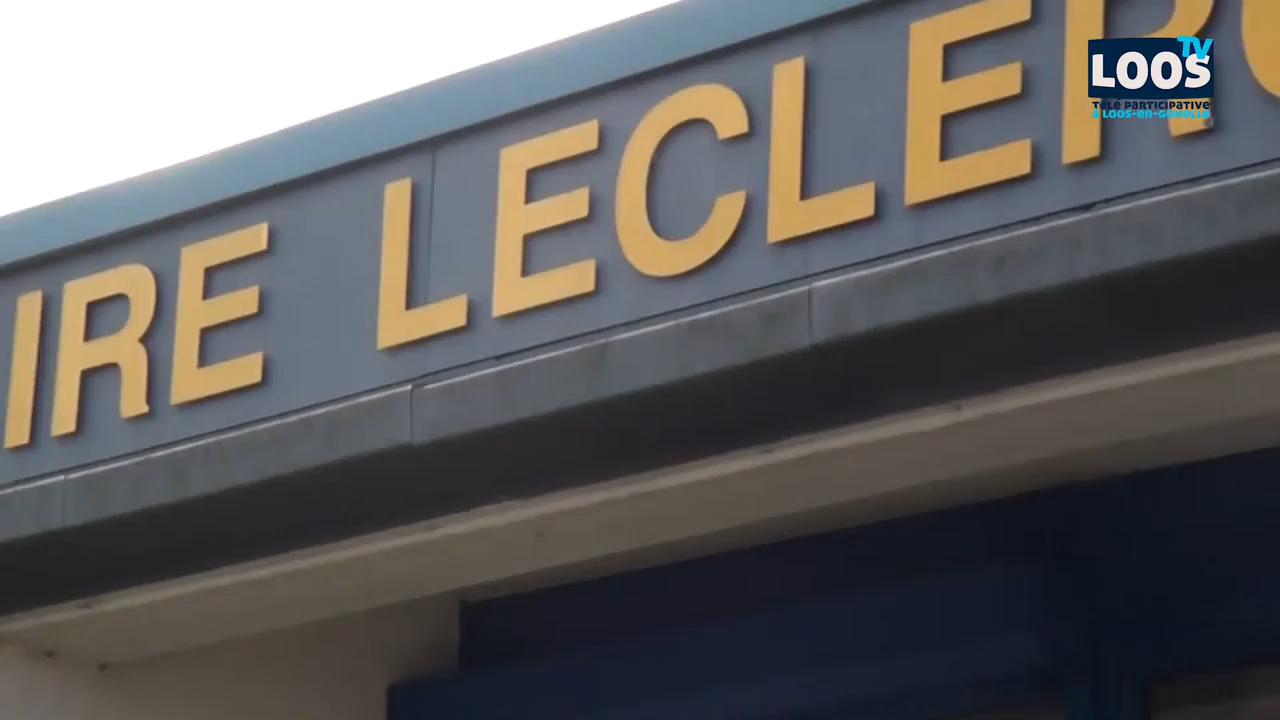 IRE LECLER
LOOS TV
TÉLÉ PARTICIPATIVE
À LOOS-EN-GOHELLE